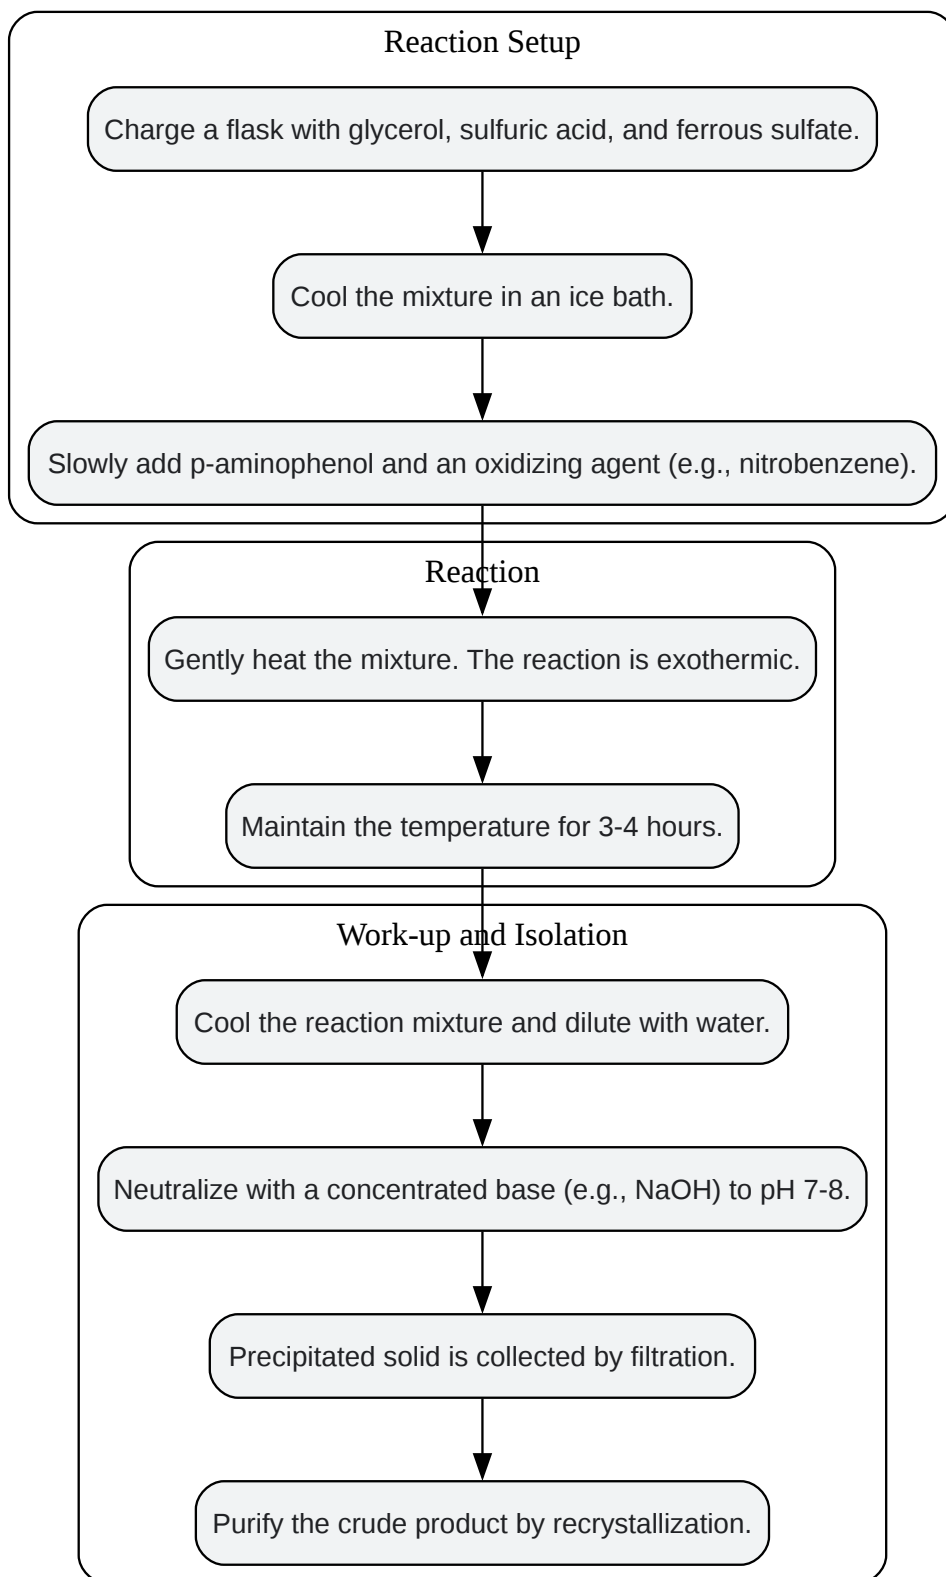 Reaction Setup
Charge a flask with glycerol, sulfuric acid, and ferrous sulfate.
Cool the mixture in an ice bath.
Slowly add p-aminophenol and an oxidizing agent (e.g., nitrobenzene).
Reaction
Gently heat the mixture. The reaction is exothermic.
Maintain the temperature for 3-4 hours.
Work-up and Isolation
Cool the reaction mixture and dilute with water.
Neutralize with a concentrated base (e.g., NaOH) to pH 7-8.
Precipitated solid is collected by filtration.
Purify the crude product by recrystallization.